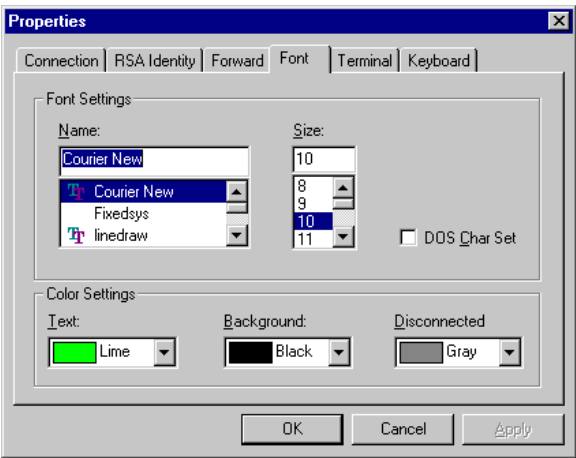 Properties
Connection RSA Identity Forward Font Terminal Keyboard
Font Settings
Name: Size:
Courier New 10
Courier New 8
Fixedsys 9
linedraw 10
11
DOS Char Set
Color Settings
Text: Background: Disconnected
Lime Black Gray
OK Cancel Apply